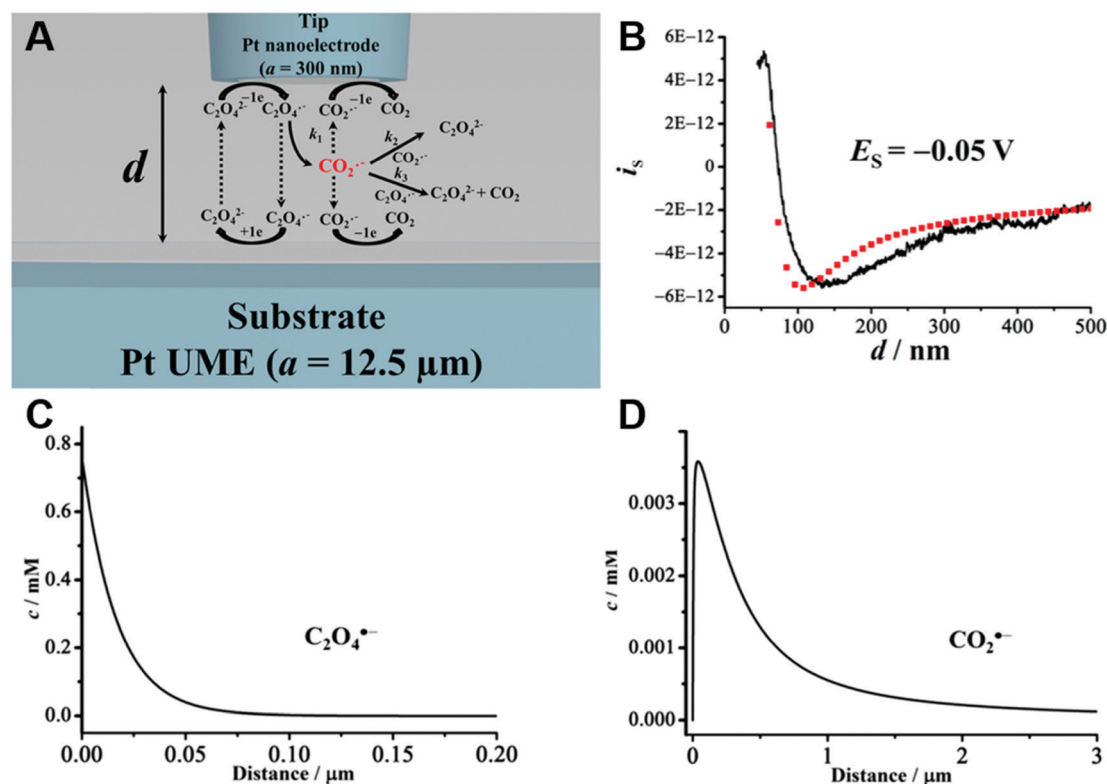 A
Tip
Pt nanoelectrode
(a = 300 nm)
C₂O₄²⁻ −1e C₂O₄•⁻ CO₂•⁻ −1e CO₂
k₁
k₂ C₂O₄²⁻
CO₂•⁻
CO₂•⁻
k₃
C₂O₄•⁻ C₂O₄²⁻ + CO₂
d
C₂O₄²⁻ C₂O₄•⁻ CO₂•⁻ CO₂
+1e −1e
Substrate
Pt UME (a = 12.5 μm)
B
6E−12
4E−12
2E−12
0
−2E−12
−4E−12
−6E−12
iₛ
E_S = −0.05 V
0 100 200 300 400 500
d / nm
C
0.8
0.6
0.4
0.2
0.0
c / mM
C₂O₄•⁻
0.00 0.05 0.10 0.15 0.20
Distance / μm
D
0.003
0.002
0.001
0.000
c / mM
CO₂•⁻
0 1 2 3
Distance / μm